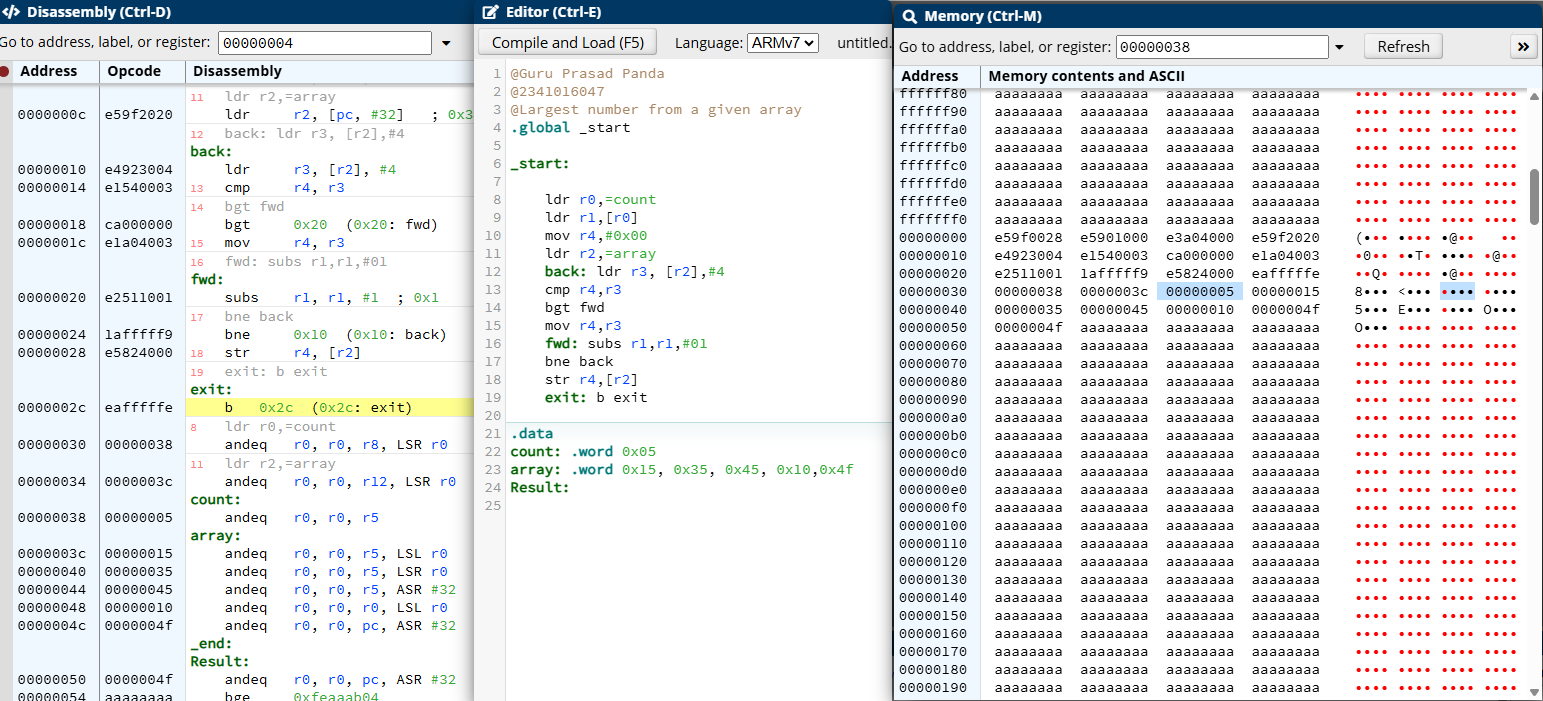 Disassembly (Ctrl-D)
Go to address, label, or register: 00000004
Address Opcode Disassembly
11 ldr r2,=array
0000000c e59f2020 ldr r2, [pc, #32] ; 0x3
12 back: ldr r3, [r2],#4
back:
00000010 e4923004 ldr r3, [r2], #4
00000014 e1540003 13 cmp r4, r3
14 bgt fwd
00000018 ca000000 bgt 0x20 (0x20: fwd)
0000001c e1a04003 15 mov r4, r3
16 fwd: subs r1,r1,#01
fwd:
00000020 e2511001 subs r1, r1, #1 ; 0x1
17 bne back
00000024 1afffff9 bne 0x10 (0x10: back)
00000028 e5824000 18 str r4, [r2]
19 exit: b exit
exit:
0000002c eafffffe b 0x2c (0x2c: exit)
8 ldr r0,=count
00000030 00000038 andeq r0, r0, r8, LSR r0
11 ldr r2,=array
00000034 0000003c andeq r0, r0, r12, LSR r0
count:
00000038 00000005 andeq r0, r0, r5
array:
0000003c 00000015 andeq r0, r0, r5, LSL r0
00000040 00000035 andeq r0, r0, r5, LSR r0
00000044 00000045 andeq r0, r0, r5, ASR #32
00000048 00000010 andeq r0, r0, r0, LSL r0
0000004c 0000004f andeq r0, r0, pc, ASR #32
_end:
Result:
00000050 0000004f andeq r0, r0, pc, ASR #32
00000054 aaaaaaaa bge 0xfeaaab04
Editor (Ctrl-E)
Compile and Load (F5) Language: ARMv7 untitled.
1 @Guru Prasad Panda
2 @2341016047
3 @Largest number from a given array
4 .global _start
5
6 _start:
7
8 ldr r0,=count
9 ldr r1,[r0]
10 mov r4,#0x00
11 ldr r2,=array
12 back: ldr r3, [r2],#4
13 cmp r4,r3
14 bgt fwd
15 mov r4,r3
16 fwd: subs r1,r1,#01
17 bne back
18 str r4,[r2]
19 exit: b exit
20
21 .data
22 count: .word 0x05
23 array: .word 0x15, 0x35, 0x45, 0x10,0x4f
24 Result:
25
Memory (Ctrl-M)
Go to address, label, or register: 00000038 Refresh »
Address Memory contents and ASCII
ffffff80 aaaaaaaa aaaaaaaa aaaaaaaa aaaaaaaa •••• •••• •••• ••••
ffffff90 aaaaaaaa aaaaaaaa aaaaaaaa aaaaaaaa •••• •••• •••• ••••
ffffffa0 aaaaaaaa aaaaaaaa aaaaaaaa aaaaaaaa •••• •••• •••• ••••
ffffffb0 aaaaaaaa aaaaaaaa aaaaaaaa aaaaaaaa •••• •••• •••• ••••
ffffffc0 aaaaaaaa aaaaaaaa aaaaaaaa aaaaaaaa •••• •••• •••• ••••
ffffffd0 aaaaaaaa aaaaaaaa aaaaaaaa aaaaaaaa •••• •••• •••• ••••
ffffffe0 aaaaaaaa aaaaaaaa aaaaaaaa aaaaaaaa •••• •••• •••• ••••
fffffff0 aaaaaaaa aaaaaaaa aaaaaaaa aaaaaaaa •••• •••• •••• ••••
00000000 e59f0028 e5901000 e3a04000 e59f2020 (••• •••• •@•• ••
00000010 e4923004 e1540003 ca000000 e1a04003 •0•• ••T• •••• •@••
00000020 e2511001 1afffff9 e5824000 eafffffe ••Q• •••• •@•• ••••
00000030 00000038 0000003c 00000005 00000015 8••• <••• •••• ••••
00000040 00000035 00000045 00000010 0000004f 5••• E••• •••• O•••
00000050 0000004f aaaaaaaa aaaaaaaa aaaaaaaa O••• •••• •••• ••••
00000060 aaaaaaaa aaaaaaaa aaaaaaaa aaaaaaaa •••• •••• •••• ••••
00000070 aaaaaaaa aaaaaaaa aaaaaaaa aaaaaaaa •••• •••• •••• ••••
00000080 aaaaaaaa aaaaaaaa aaaaaaaa aaaaaaaa •••• •••• •••• ••••
00000090 aaaaaaaa aaaaaaaa aaaaaaaa aaaaaaaa •••• •••• •••• ••••
000000a0 aaaaaaaa aaaaaaaa aaaaaaaa aaaaaaaa •••• •••• •••• ••••
000000b0 aaaaaaaa aaaaaaaa aaaaaaaa aaaaaaaa •••• •••• •••• ••••
000000c0 aaaaaaaa aaaaaaaa aaaaaaaa aaaaaaaa •••• •••• •••• ••••
000000d0 aaaaaaaa aaaaaaaa aaaaaaaa aaaaaaaa •••• •••• •••• ••••
000000e0 aaaaaaaa aaaaaaaa aaaaaaaa aaaaaaaa •••• •••• •••• ••••
000000f0 aaaaaaaa aaaaaaaa aaaaaaaa aaaaaaaa •••• •••• •••• ••••
00000100 aaaaaaaa aaaaaaaa aaaaaaaa aaaaaaaa •••• •••• •••• ••••
00000110 aaaaaaaa aaaaaaaa aaaaaaaa aaaaaaaa •••• •••• •••• ••••
00000120 aaaaaaaa aaaaaaaa aaaaaaaa aaaaaaaa •••• •••• •••• ••••
00000130 aaaaaaaa aaaaaaaa aaaaaaaa aaaaaaaa •••• •••• •••• ••••
00000140 aaaaaaaa aaaaaaaa aaaaaaaa aaaaaaaa •••• •••• •••• ••••
00000150 aaaaaaaa aaaaaaaa aaaaaaaa aaaaaaaa •••• •••• •••• ••••
00000160 aaaaaaaa aaaaaaaa aaaaaaaa aaaaaaaa •••• •••• •••• ••••
00000170 aaaaaaaa aaaaaaaa aaaaaaaa aaaaaaaa •••• •••• •••• ••••
00000180 aaaaaaaa aaaaaaaa aaaaaaaa aaaaaaaa •••• •••• •••• ••••
00000190 aaaaaaaa aaaaaaaa aaaaaaaa aaaaaaaa •••• •••• •••• ••••